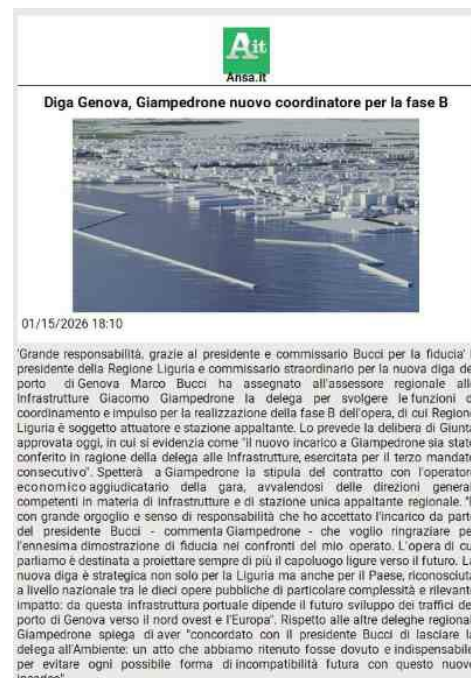 Ait
Ansa.it
Diga Genova, Giampedrone nuovo coordinatore per la fase B
01/15/2026 18:10
'Grande responsabilità, grazie al presidente e commissario Bucci per la fiducia'
presidente della Regione Liguria e commissario straordinario per la nuova diga de
porto di Genova Marco Bucci ha assegnato all'assessore regionale all
Infrastrutture Giacomo Giampedrone la delega per svolgere le funzioni d
coordinamento e impulso per la realizzazione della fase B dell'opera, di cui Region
Liguria è soggetto attuatore e stazione appaltante. Lo prevede la delibera di Giunt
approvata oggi, in cui si evidenzia come "il nuovo incarico a Giampedrone sia stat
conferito in ragione della delega alle Infrastrutture, esercitata per il terzo mandat
consecutivo". Spetterà a Giampedrone la stipula del contratto con l'operator
economico aggiudicatario della gara, avvalendosi delle direzioni general
competenti in materia di infrastrutture e di stazione unica appaltante regionale. "
con grande orgoglio e senso di responsabilità che ho accettato l'incarico da part
del presidente Bucci - commenta Giampedrone - che voglio ringraziare pe
l'ennesima dimostrazione di fiducia nei confronti del mio operato. L'opera di cu
parliamo è destinata a proiettare sempre di più il capoluogo ligure verso il futuro. L
nuova diga è strategica non solo per la Liguria ma anche per il Paese, riconosciut
a livello nazionale tra le dieci opere pubbliche di particolare complessità e rilevant
impatto: da questa infrastruttura portuale dipende il futuro sviluppo dei traffici de
porto di Genova verso il nord ovest e l'Europa". Rispetto alle altre deleghe regional
Giampedrone spiega di aver "concordato con il presidente Bucci di lasciare l
delega all'Ambiente: un atto che abbiamo ritenuto fosse dovuto e indispensabil
per evitare ogni possibile forma di incompatibilità futura con questo nuov
incarico"